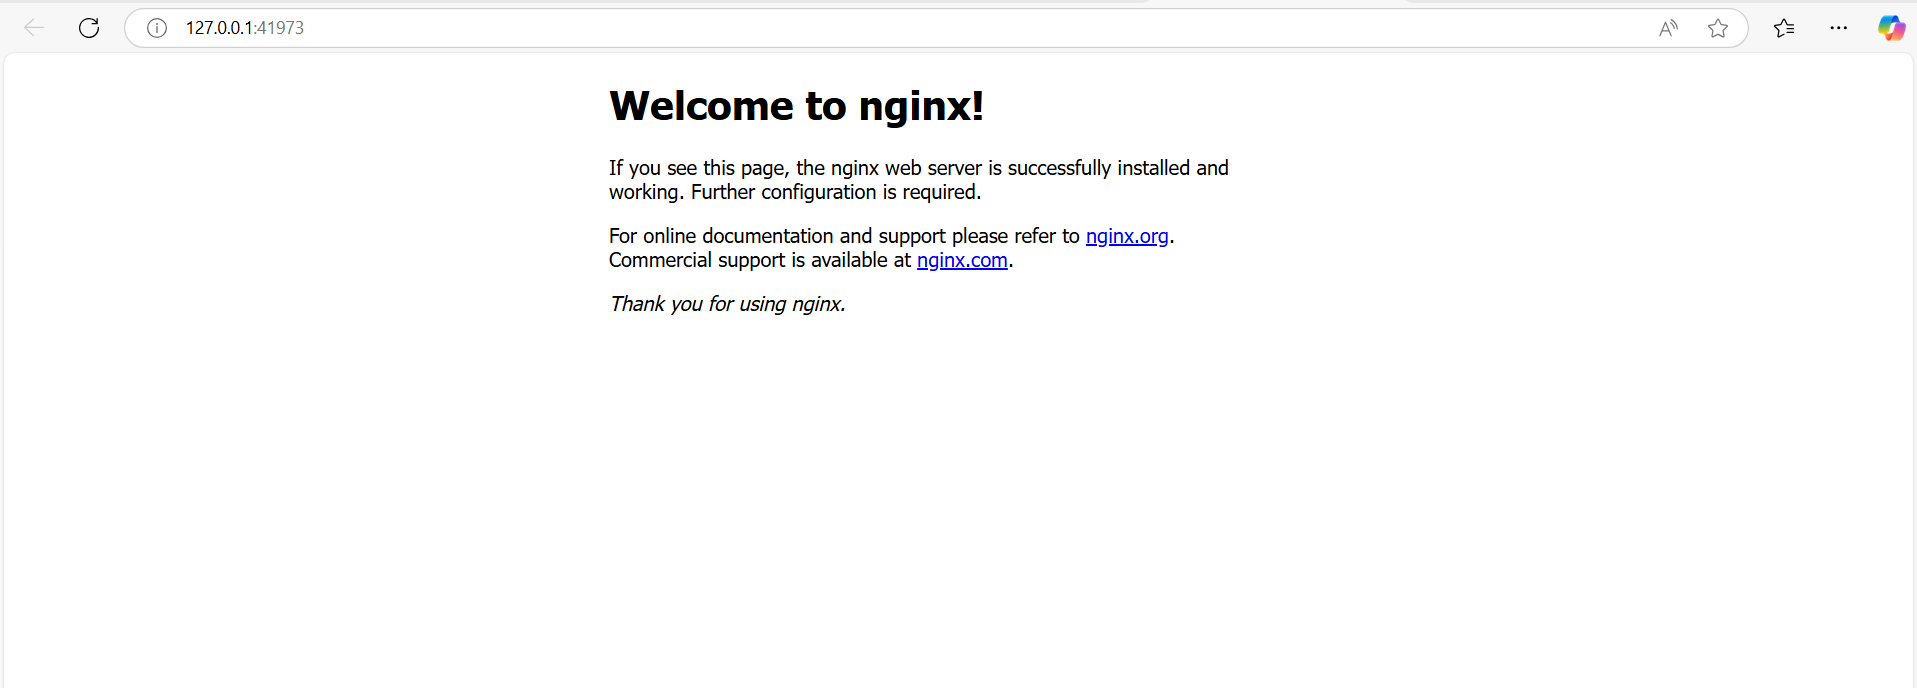 127.0.0.1:41973
Welcome to nginx!
If you see this page, the nginx web server is successfully installed and
working. Further configuration is required.
For online documentation and support please refer to nginx.org.
Commercial support is available at nginx.com.
Thank you for using nginx.